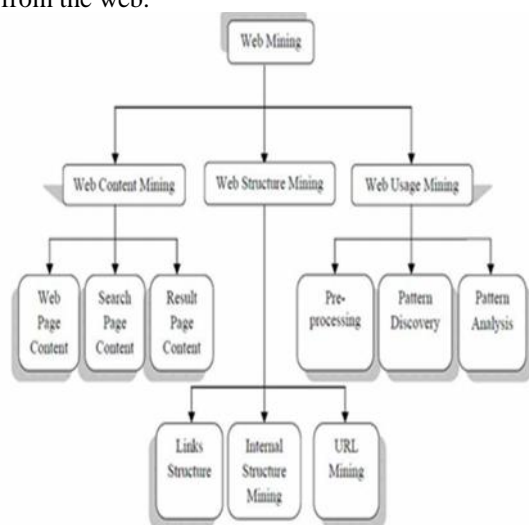 from the web.
Web Mining
Web Content Mining
Web Structure Mining
Web Usage Mining
Web
Page
Content
Search
Page
Content
Result
Page
Content
Pre-
processing
Pattern
Discovery
Pattern
Analysis
Links
Structure
Internal
Structure
Mining
URL
Mining